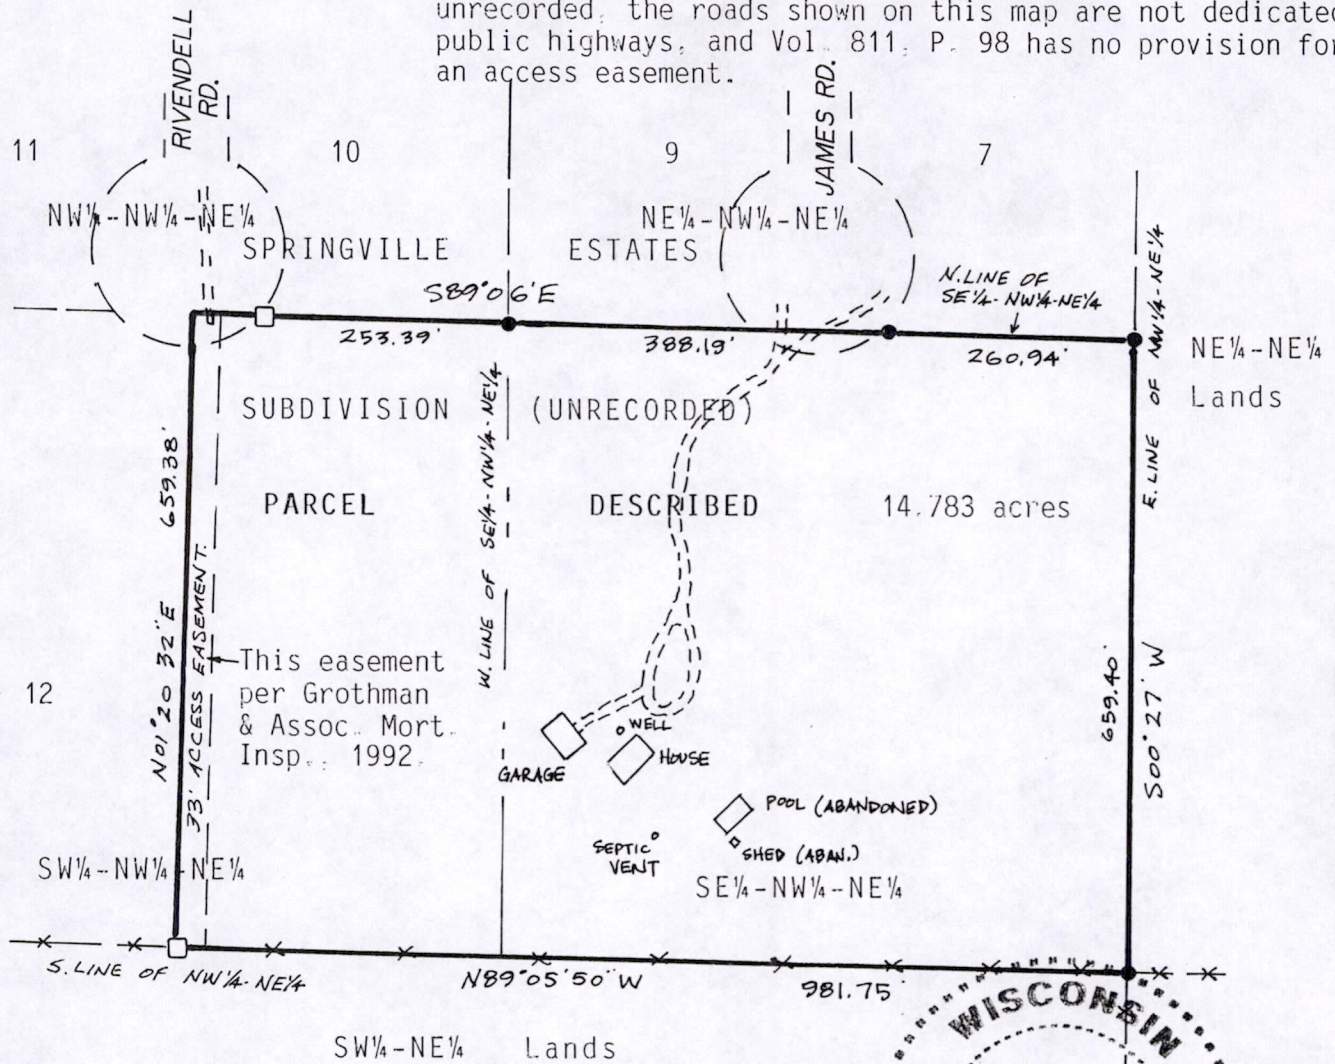 unrecorded, the roads shown on this map are not dedicated
public highways, and Vol. 811, P. 98 has no provision for
an access easement.
RIVENDELL
RD.
JAMES RD.
11
10
9
7
NW¼-NW¼-NE¼
NE¼-NW¼-NE¼
SPRINGVILLE ESTATES
S89°06'E
N. LINE OF
SE¼-NW¼-NE¼
253.39'
388.19'
260.94'
E. LINE OF NW¼-NE¼
NE¼-NE¼
Lands
SUBDIVISION (UNRECORDED)
W. LINE OF SE¼-NW¼-NE¼
PARCEL DESCRIBED 14.783 acres
659.38'
N01°20'32"E
33' ACCESS EASEMENT.
This easement
per Grothman
& Assoc. Mort.
Insp., 1992.
12
WELL
HOUSE
GARAGE
POOL (ABANDONED)
SHED (ABAN.)
SEPTIC
VENT
659.40'
S00°27'W
SW¼-NW¼-NE¼
SE¼-NW¼-NE¼
S. LINE OF NW¼-NE¼
N89°05'50"W
981.75'
WISCONSIN
SW¼-NE¼ Lands